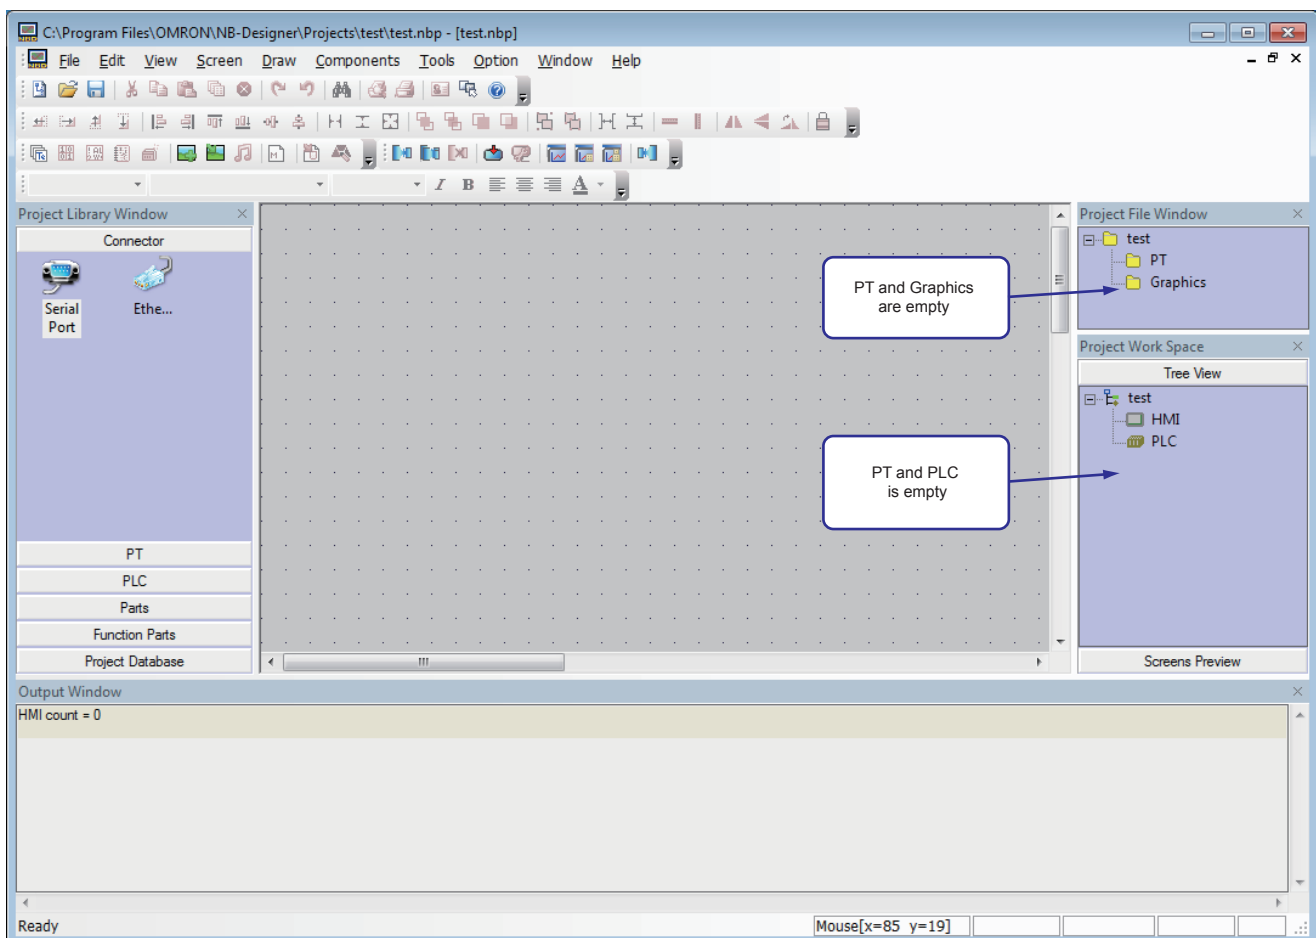 C:\Program Files\OMRON\NB-Designer\Projects\test\test.nbp - [test.nbp]
File Edit View Screen Draw Components Tools Option Window Help
I B A
Project Library Window
Connector
Serial Port
Ethe...
PT
PLC
Parts
Function Parts
Project Database
PT and Graphics
are empty
PT and PLC
is empty
Project File Window
test
PT
Graphics
Project Work Space
Tree View
test
HMI
PLC
Screens Preview
Output Window
HMI count = 0
Ready
Mouse[x=85 y=19]